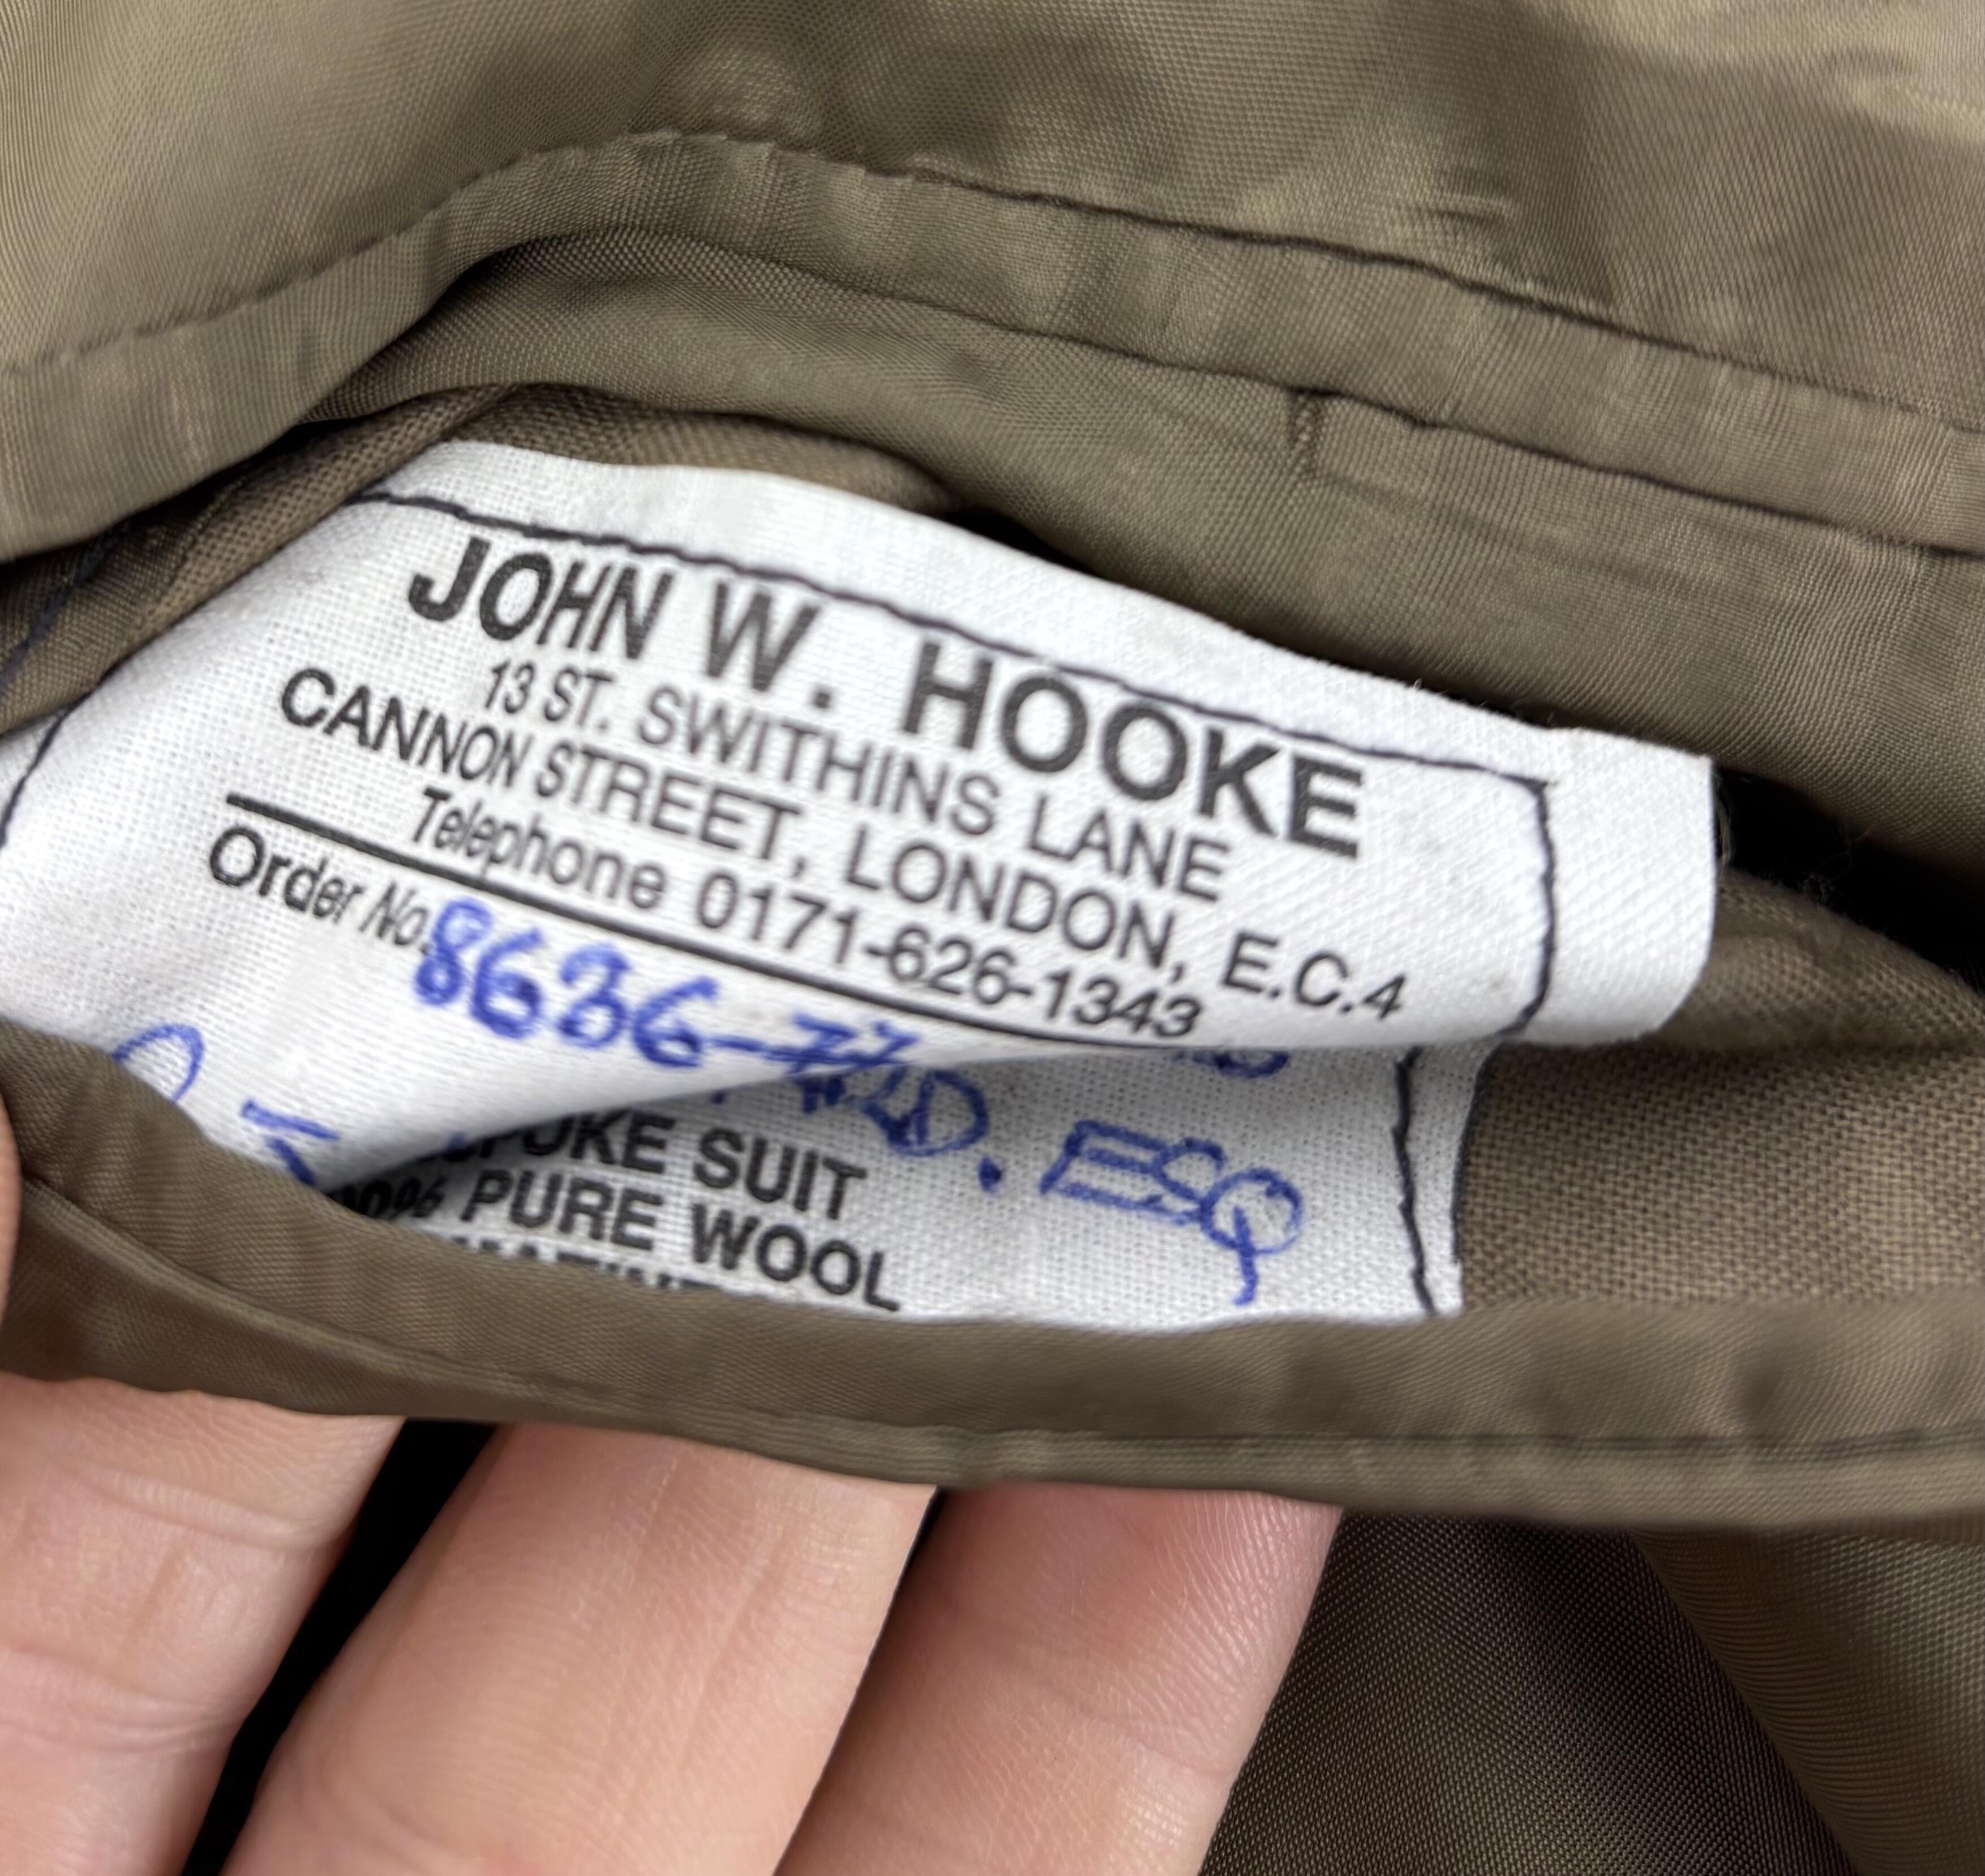 JOHN W. HOOKE
13 ST. SWITHINS LANE
CANNON STREET, LONDON, E.C.4
Telephone 0171-626-1343
Order No. 8636-77
. ESQ
SUIT
PURE WOOL